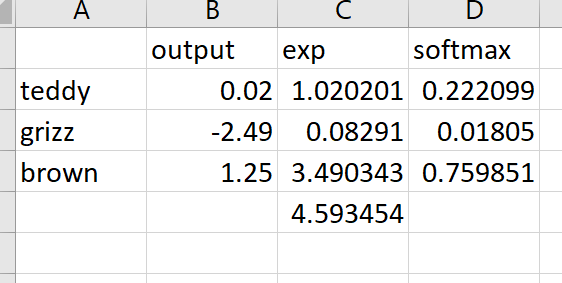 A B C D
output exp softmax
teddy 0.02 1.020201 0.222099
grizz -2.49 0.08291 0.01805
brown 1.25 3.490343 0.759851
4.593454